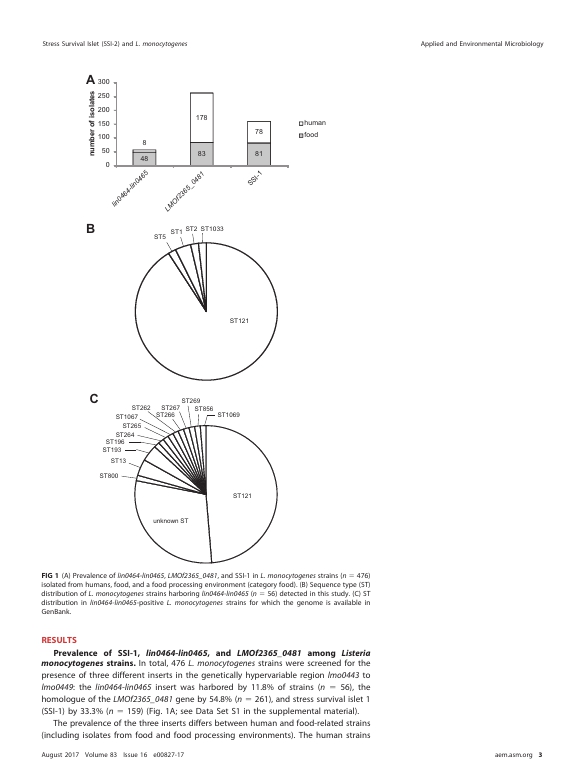 Stress Survival Islet (SSI-2) and L. monocytogenes
Applied and Environmental Microbiology
A
number of isolates
300
250
200
150
100
50
0
8
48
178
83
78
81
human
food
lin0464-lin0465
LMOf2365_0481
SSI-1
B
ST5
ST1
ST2
ST1033
ST121
C
ST269
ST262
ST267
ST856
ST1067
ST266
ST1069
ST265
ST264
ST196
ST193
ST13
ST800
ST121
unknown ST
FIG 1 (A) Prevalence of lin0464-lin0465, LMOf2365_0481, and SSI-1 in L. monocytogenes strains (n = 476)
isolated from humans, food, and a food processing environment (category food). (B) Sequence type (ST)
distribution of L. monocytogenes strains harboring lin0464-lin0465 (n = 56) detected in this study. (C) ST
distribution in lin0464-lin0465-positive L. monocytogenes strains for which the genome is available in
GenBank.
RESULTS
Prevalence of SSI-1, lin0464-lin0465, and LMOf2365_0481 among Listeria
monocytogenes strains. In total, 476 L. monocytogenes strains were screened for the
presence of three different inserts in the genetically hypervariable region lmo0443 to
lmo0449: the lin0464-lin0465 insert was harbored by 11.8% of strains (n = 56), the
homologue of the LMOf2365_0481 gene by 54.8% (n = 261), and stress survival islet 1
(SSI-1) by 33.3% (n = 159) (Fig. 1A; see Data Set S1 in the supplemental material).
The prevalence of the three inserts differs between human and food-related strains
(including isolates from food and food processing environments). The human strains
August 2017 Volume 83 Issue 16 e00827-17
aem.asm.org 3